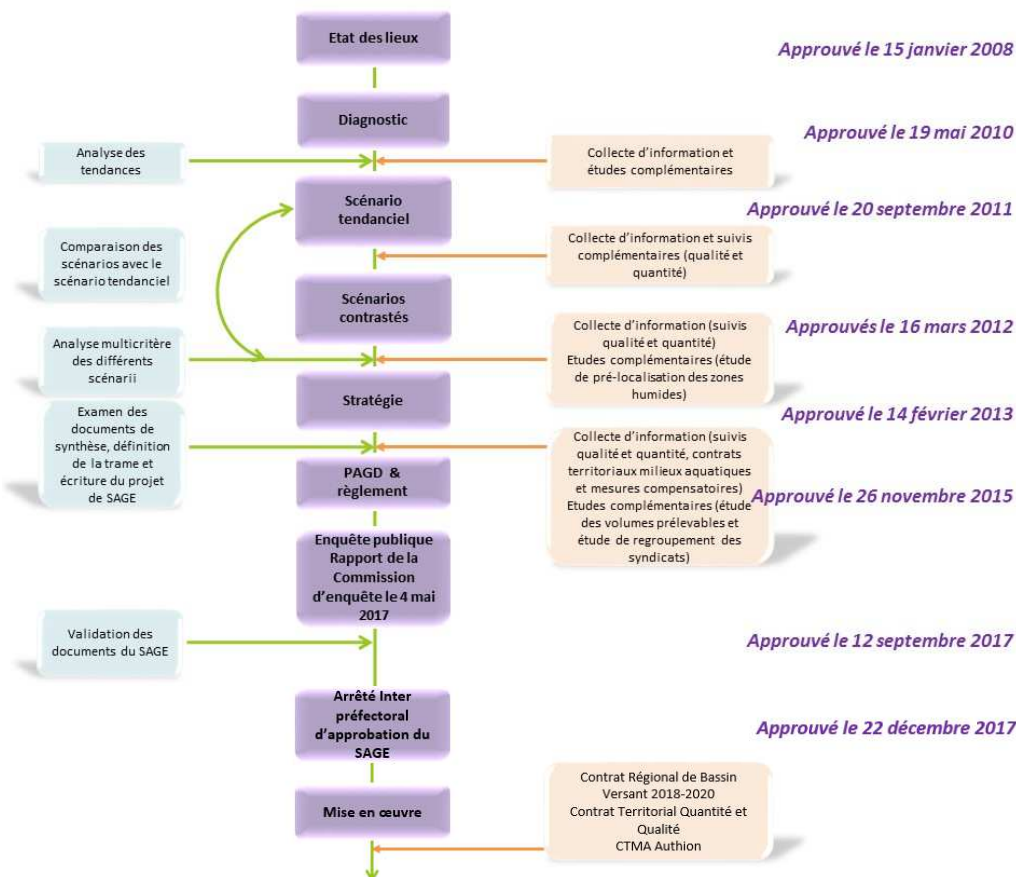 Etat des lieux
Approuvé le 15 janvier 2008
Diagnostic
Approuvé le 19 mai 2010
Analyse des
tendances
Collecte d'information et
études complémentaires
Scénario
tendanciel
Approuvé le 20 septembre 2011
Comparaison des
scénarios avec le
scénario tendanciel
Collecte d'information et suivis
complémentaires (qualité et
quantité)
Scénarios
contrastés
Approuvés le 16 mars 2012
Analyse multicritère
des différents
scénarii
Collecte d'information (suivis
qualité et quantité)
Etudes complémentaires (étude
de pré-localisation des zones
humides)
Stratégie
Approuvé le 14 février 2013
Examen des
documents de
synthèse, définition
de la trame et
écriture du projet
de SAGE
Collecte d'information (suivis
qualité et quantité, contrats
territoriaux milieux aquatiques
et mesures compensatoires)
Etudes complémentaires (étude
des volumes prélevables et
étude de regroupement des
syndicats)
PAGD &
règlement
Approuvé le 26 novembre 2015
Enquête publique
Rapport de la
Commission
d'enquête le 4 mai
2017
Validation des
documents du SAGE
Approuvé le 12 septembre 2017
Arrêté Inter
préfectoral
d'approbation du
SAGE
Approuvé le 22 décembre 2017
Mise en œuvre
Contrat Régional de Bassin
Versant 2018-2020
Contrat Territorial Quantité et
Qualité
CTMA Authion